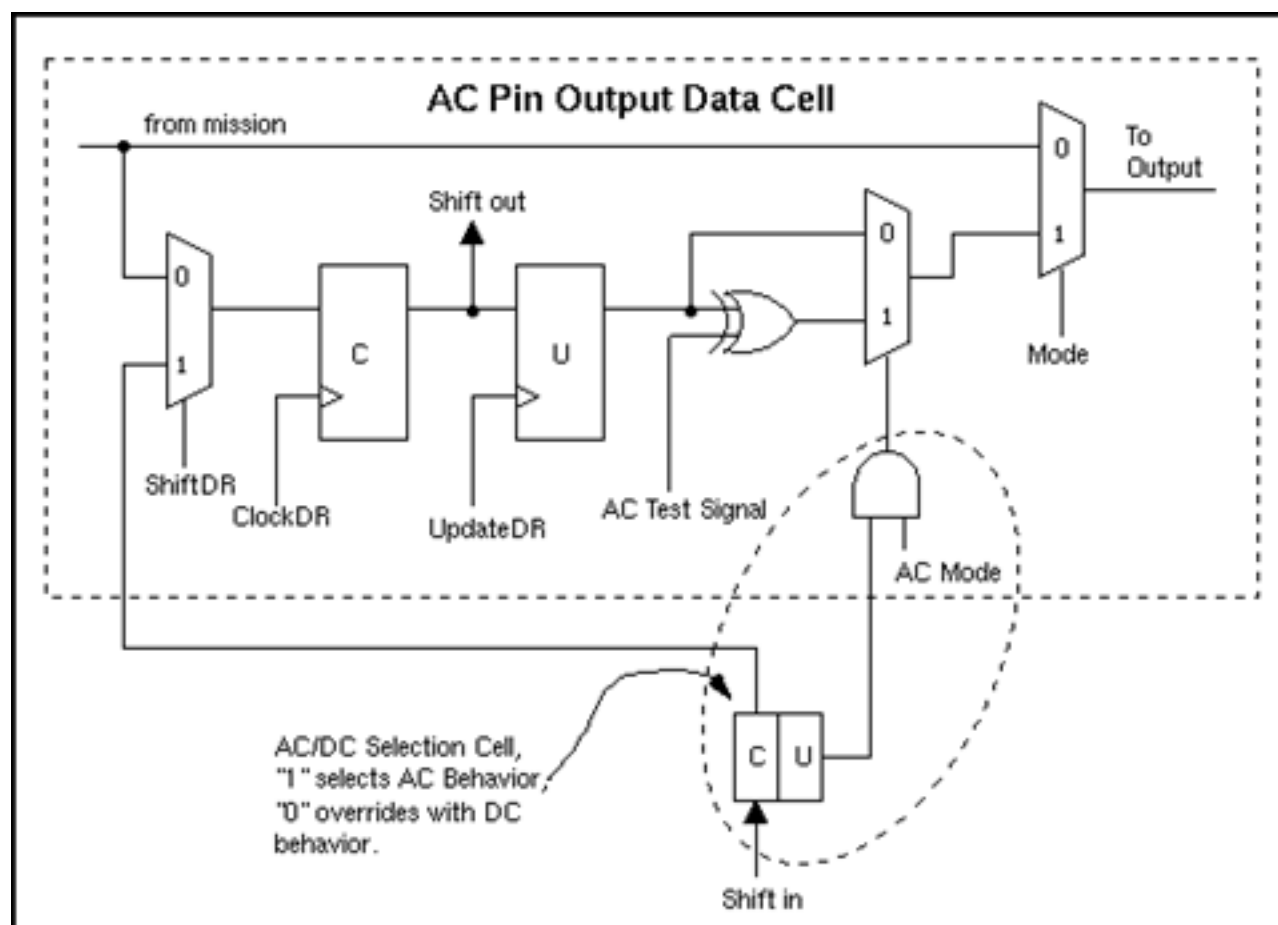 AC Pin Output Data Cell
from mission
0
To
Output
Shift out
0
0
1
C
U
1
1
Mode
ShiftDR
ClockDR
UpdateDR
AC Test Signal
AC Mode
AC/DC Selection Cell,
"1" selects AC Behavior,
"0" overrides with DC
behavior.
C
U
Shift in